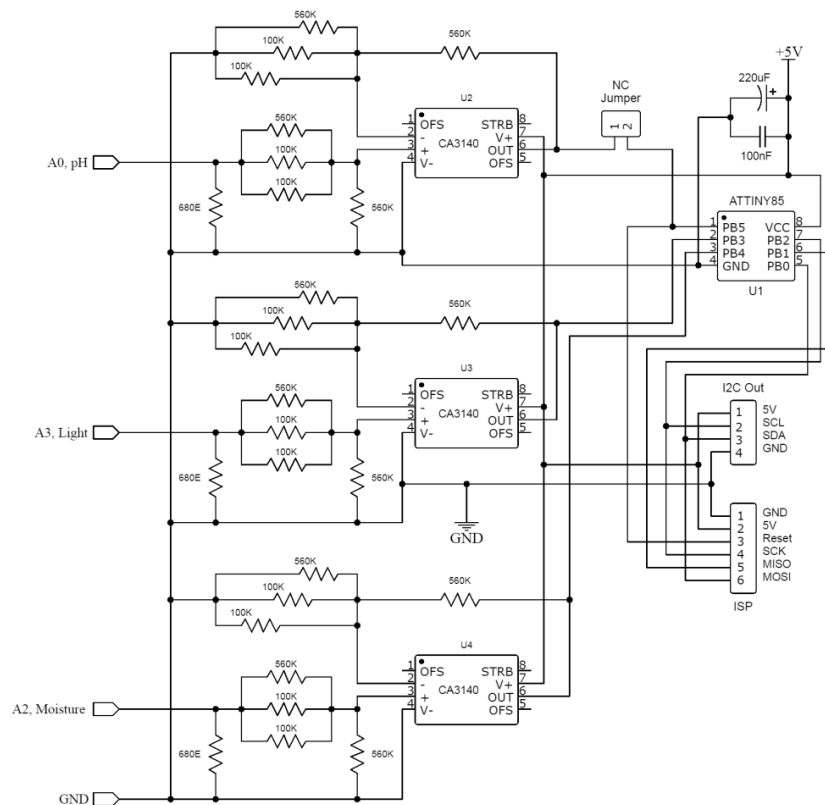 560K
100K
100K
560K
U2
1 OFS STRB 8
2 - V+ 7
3 + OUT 6
4 V- OFS 5
CA3140
560K
100K
100K
A0, pH
680E
560K
NC
Jumper
1 2
+5V
220uF
+
100nF
ATTINY85
1 PB5 VCC 8
2 PB3 PB2 7
3 PB4 PB1 6
4 GND PB0 5
U1
560K
100K
100K
560K
U3
1 OFS STRB 8
2 - V+ 7
3 + OUT 6
4 V- OFS 5
CA3140
560K
100K
100K
A3, Light
680E
560K
GND
I2C Out
1 5V
2 SCL
3 SDA
4 GND
1 GND
2 5V
3 Reset
4 SCK
5 MISO
6 MOSI
ISP
560K
100K
100K
560K
U4
1 OFS STRB 8
2 - V+ 7
3 + OUT 6
4 V- OFS 5
CA3140
560K
100K
100K
A2, Moisture
680E
560K
GND